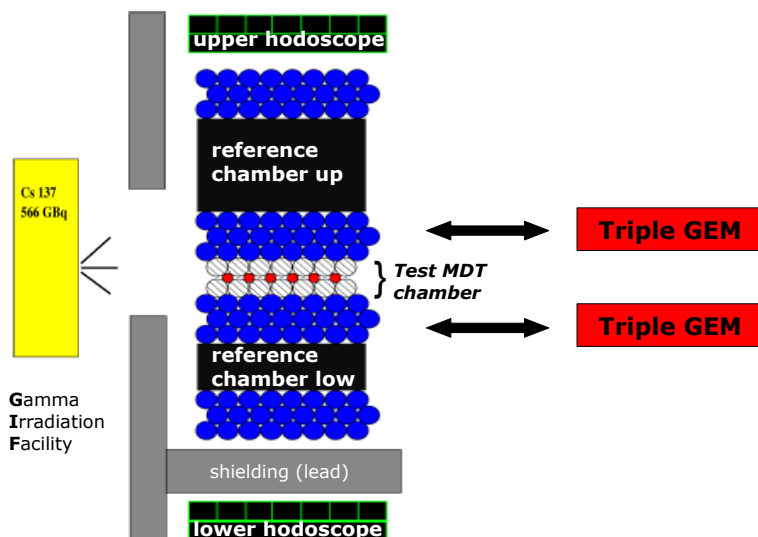 upper hodoscope
reference
chamber up
Cs 137
566 GBq
Triple GEM
Test MDT
chamber
}
Triple GEM
reference
chamber low
Gamma
Irradiation
Facility
shielding (lead)
lower hodoscope